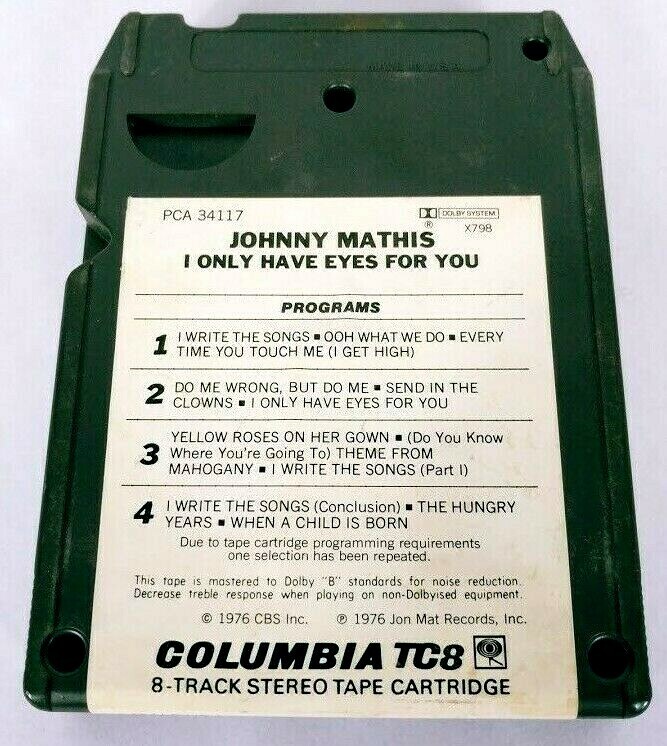 MADE IN U.S.A.
PCA 34117
DOLBY SYSTEM
®
X798
JOHNNY MATHIS
I ONLY HAVE EYES FOR YOU
PROGRAMS
1 I WRITE THE SONGS ■ OOH WHAT WE DO ■ EVERY
TIME YOU TOUCH ME (I GET HIGH)
2 DO ME WRONG, BUT DO ME ■ SEND IN THE
CLOWNS ■ I ONLY HAVE EYES FOR YOU
3 YELLOW ROSES ON HER GOWN ■ (Do You Know
Where You're Going To) THEME FROM
MAHOGANY ■ I WRITE THE SONGS (Part I)
4 I WRITE THE SONGS (Conclusion) ■ THE HUNGRY
YEARS ■ WHEN A CHILD IS BORN
Due to tape cartridge programming requirements
one selection has been repeated.
This tape is mastered to Dolby "B" standards for noise reduction.
Decrease treble response when playing on non-Dolbyised equipment.
© 1976 CBS Inc. ℗ 1976 Jon Mat Records, Inc.
COLUMBIA TC8
8-TRACK STEREO TAPE CARTRIDGE